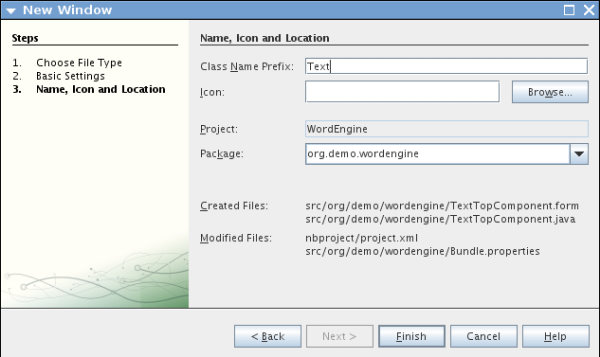 New Window
Steps
1. Choose File Type
2. Basic Settings
3. Name, Icon and Location
Name, Icon and Location
Class Name Prefix: Text
Icon: Browse...
Project: WordEngine
Package: org.demo.wordengine
Created Files: src/org/demo/wordengine/TextTopComponent.form
src/org/demo/wordengine/TextTopComponent.java
Modified Files: nbproject/project.xml
src/org/demo/wordengine/Bundle.properties
< Back Next > Finish Cancel Help